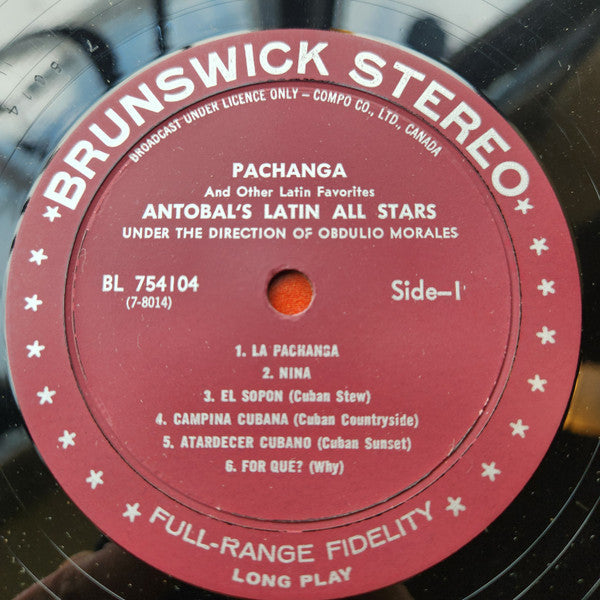 BRUNSWICK STEREO
BROADCAST UNDER LICENCE ONLY – COMPO CO., LTD., CANADA
PACHANGA
And Other Latin Favorites
ANTOBAL'S LATIN ALL STARS
UNDER THE DIRECTION OF OBDULIO MORALES
BL 754104
(7-8014)
Side–1
1. LA PACHANGA
2. NINA
3. EL SOPON (Cuban Stew)
4. CAMPINA CUBANA (Cuban Countryside)
5. ATARDECER CUBANO (Cuban Sunset)
6. FOR QUE? (Why)
FULL-RANGE FIDELITY
LONG PLAY